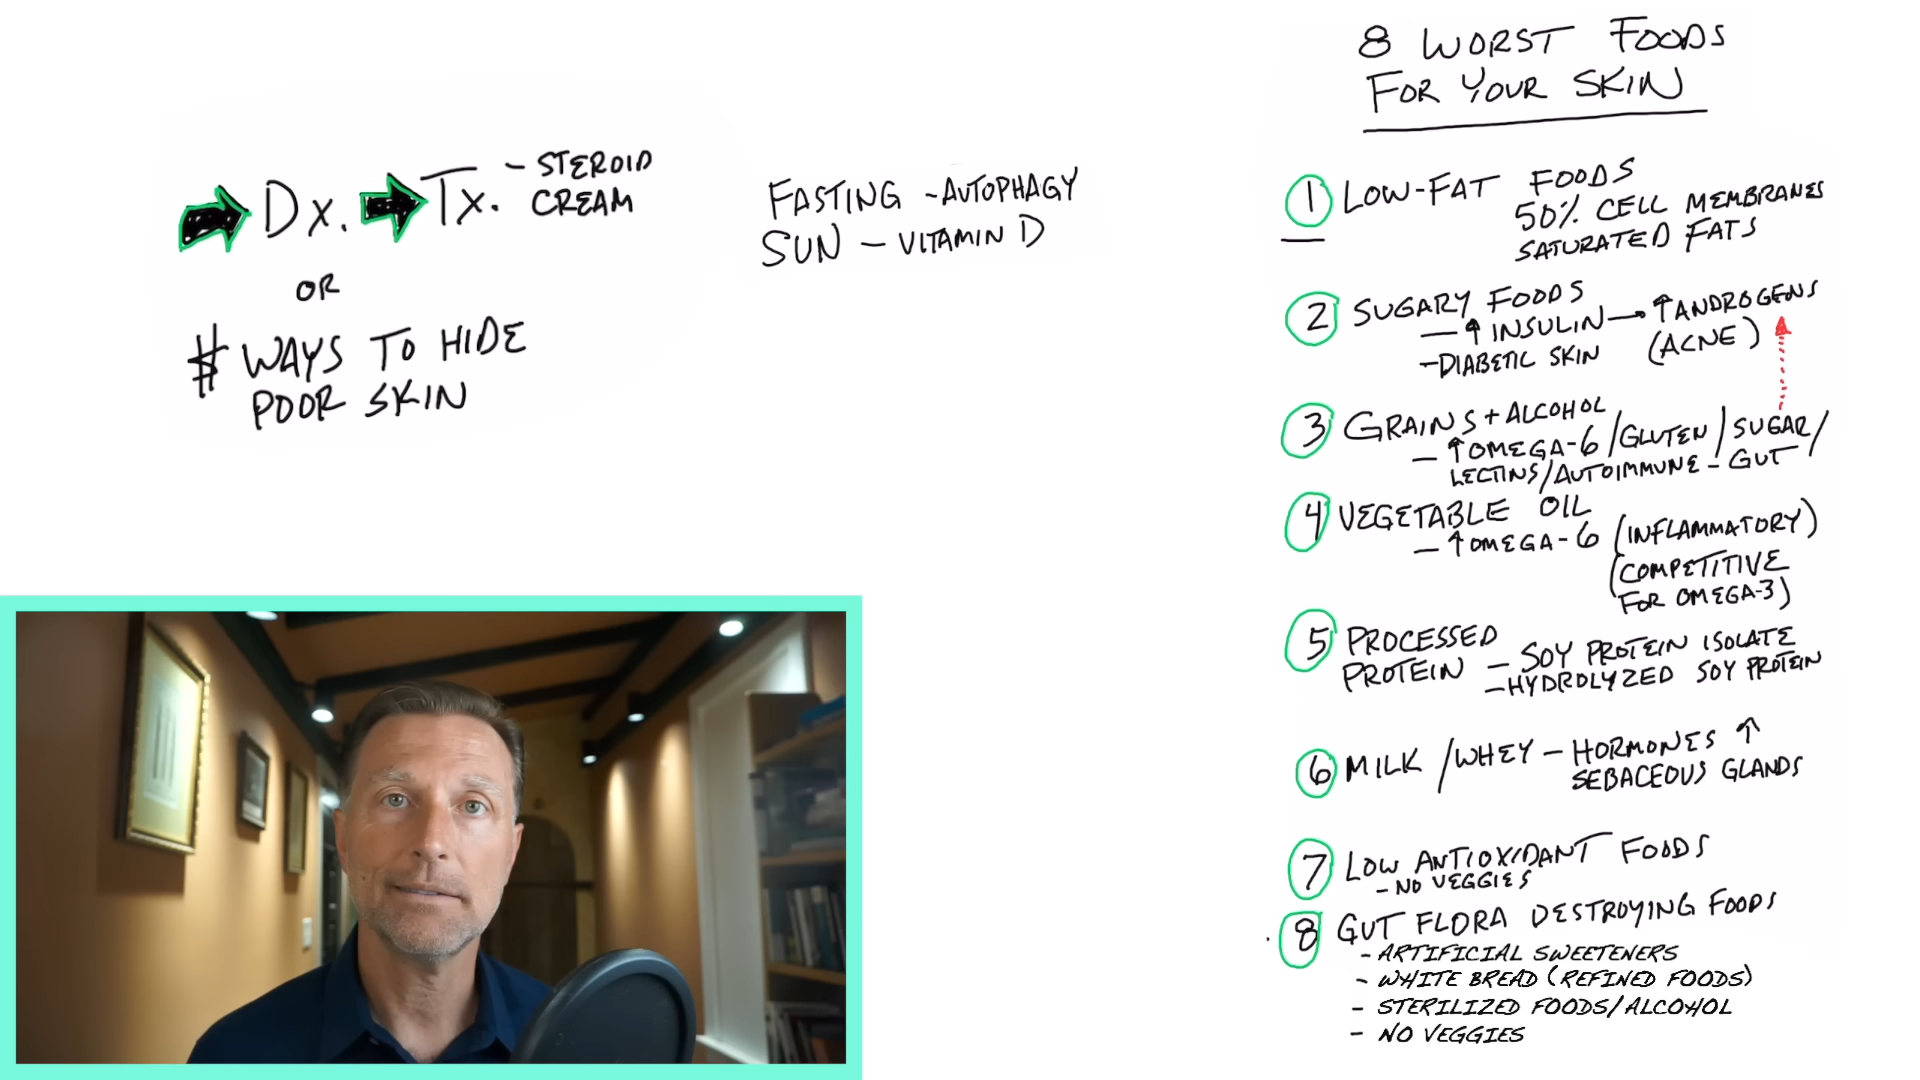 Dx. Tx. - STEROID
CREAM
OR
# WAYS TO HIDE
POOR SKIN
FASTING - AUTOPHAGY
SUN - VITAMIN D
8 WORST FOODS
FOR YOUR SKIN
1 LOW-FAT FOODS
50% CELL MEMBRANES
SATURATED FATS
2 SUGARY FOODS
- ↑ INSULIN → ↑ ANDROGENS
- DIABETIC SKIN (ACNE)
3 GRAINS + ALCOHOL
- ↑ OMEGA-6 / GLUTEN / SUGAR /
LECTINS / AUTOIMMUNE - GUT
4 VEGETABLE OIL
- ↑ OMEGA-6 (INFLAMMATORY)
(COMPETITIVE
FOR OMEGA-3)
5 PROCESSED
PROTEIN - SOY PROTEIN ISOLATE
- HYDROLYZED SOY PROTEIN
6 MILK / WHEY - HORMONES ↑
SEBACEOUS GLANDS
7 LOW ANTIOXIDANT FOODS
- NO VEGGIES
8 GUT FLORA DESTROYING FOODS
- ARTIFICIAL SWEETENERS
- WHITE BREAD (REFINED FOODS)
- STERILIZED FOODS/ALCOHOL
- NO VEGGIES